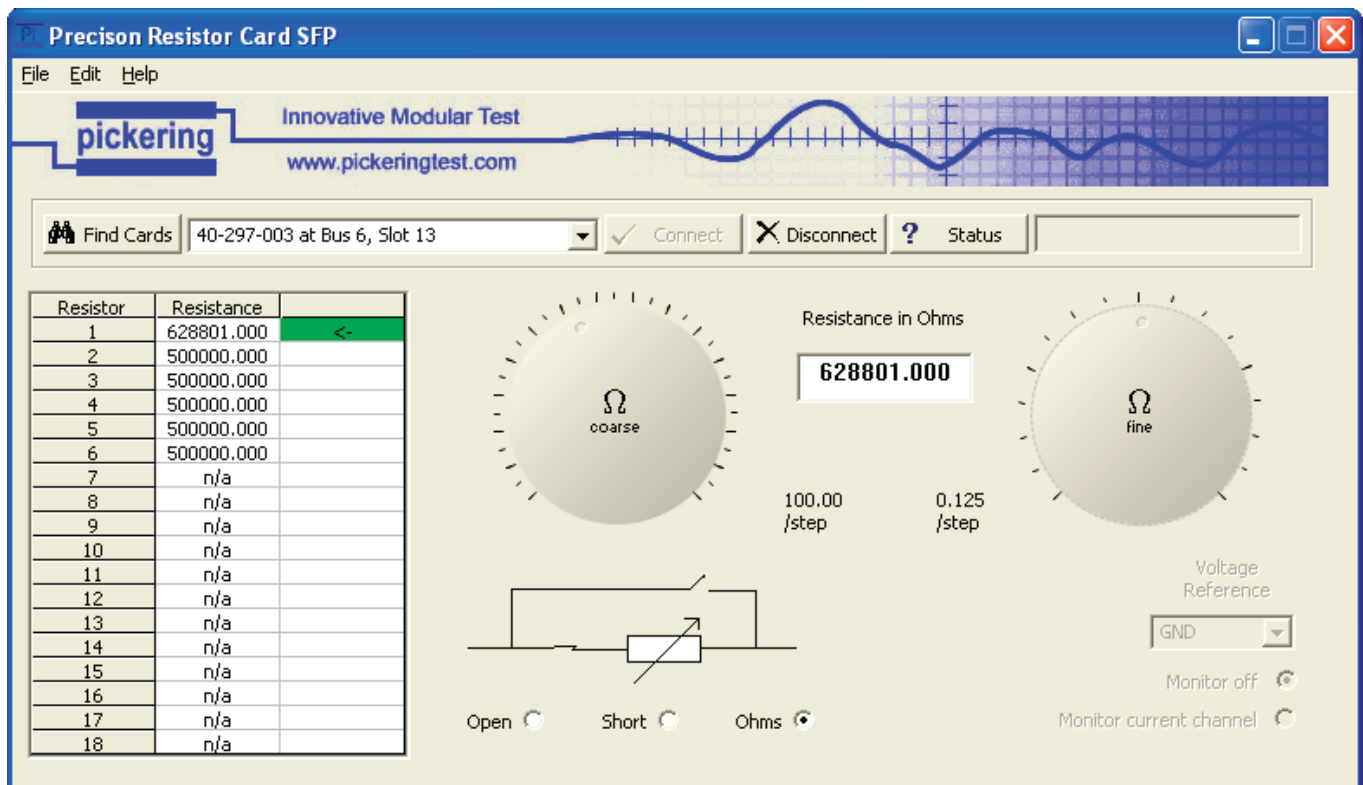 Precison Resistor Card SFP
File Edit Help
pickering
Innovative Modular Test
www.pickeringtest.com
Find Cards 40-297-003 at Bus 6, Slot 13 Connect Disconnect ? Status
Resistor Resistance
1 628801.000 <-
2 500000.000
3 500000.000
4 500000.000
5 500000.000
6 500000.000
7 n/a
8 n/a
9 n/a
10 n/a
11 n/a
12 n/a
13 n/a
14 n/a
15 n/a
16 n/a
17 n/a
18 n/a
Ω
coarse
Resistance in Ohms
628801.000
100.00
/step
0.125
/step
Ω
fine
Open Short Ohms
Voltage
Reference
GND
Monitor off
Monitor current channel